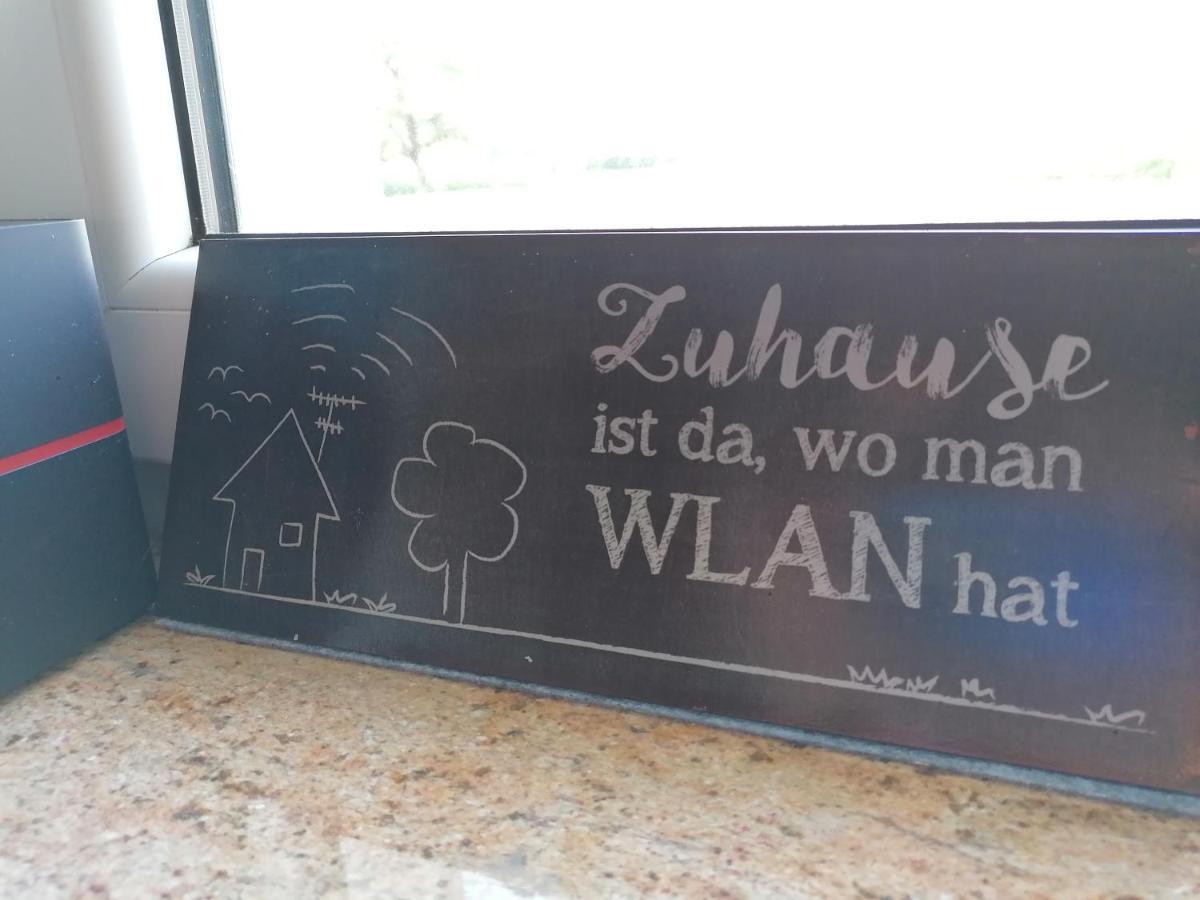 Zuhause
ist da, wo man
WLAN hat